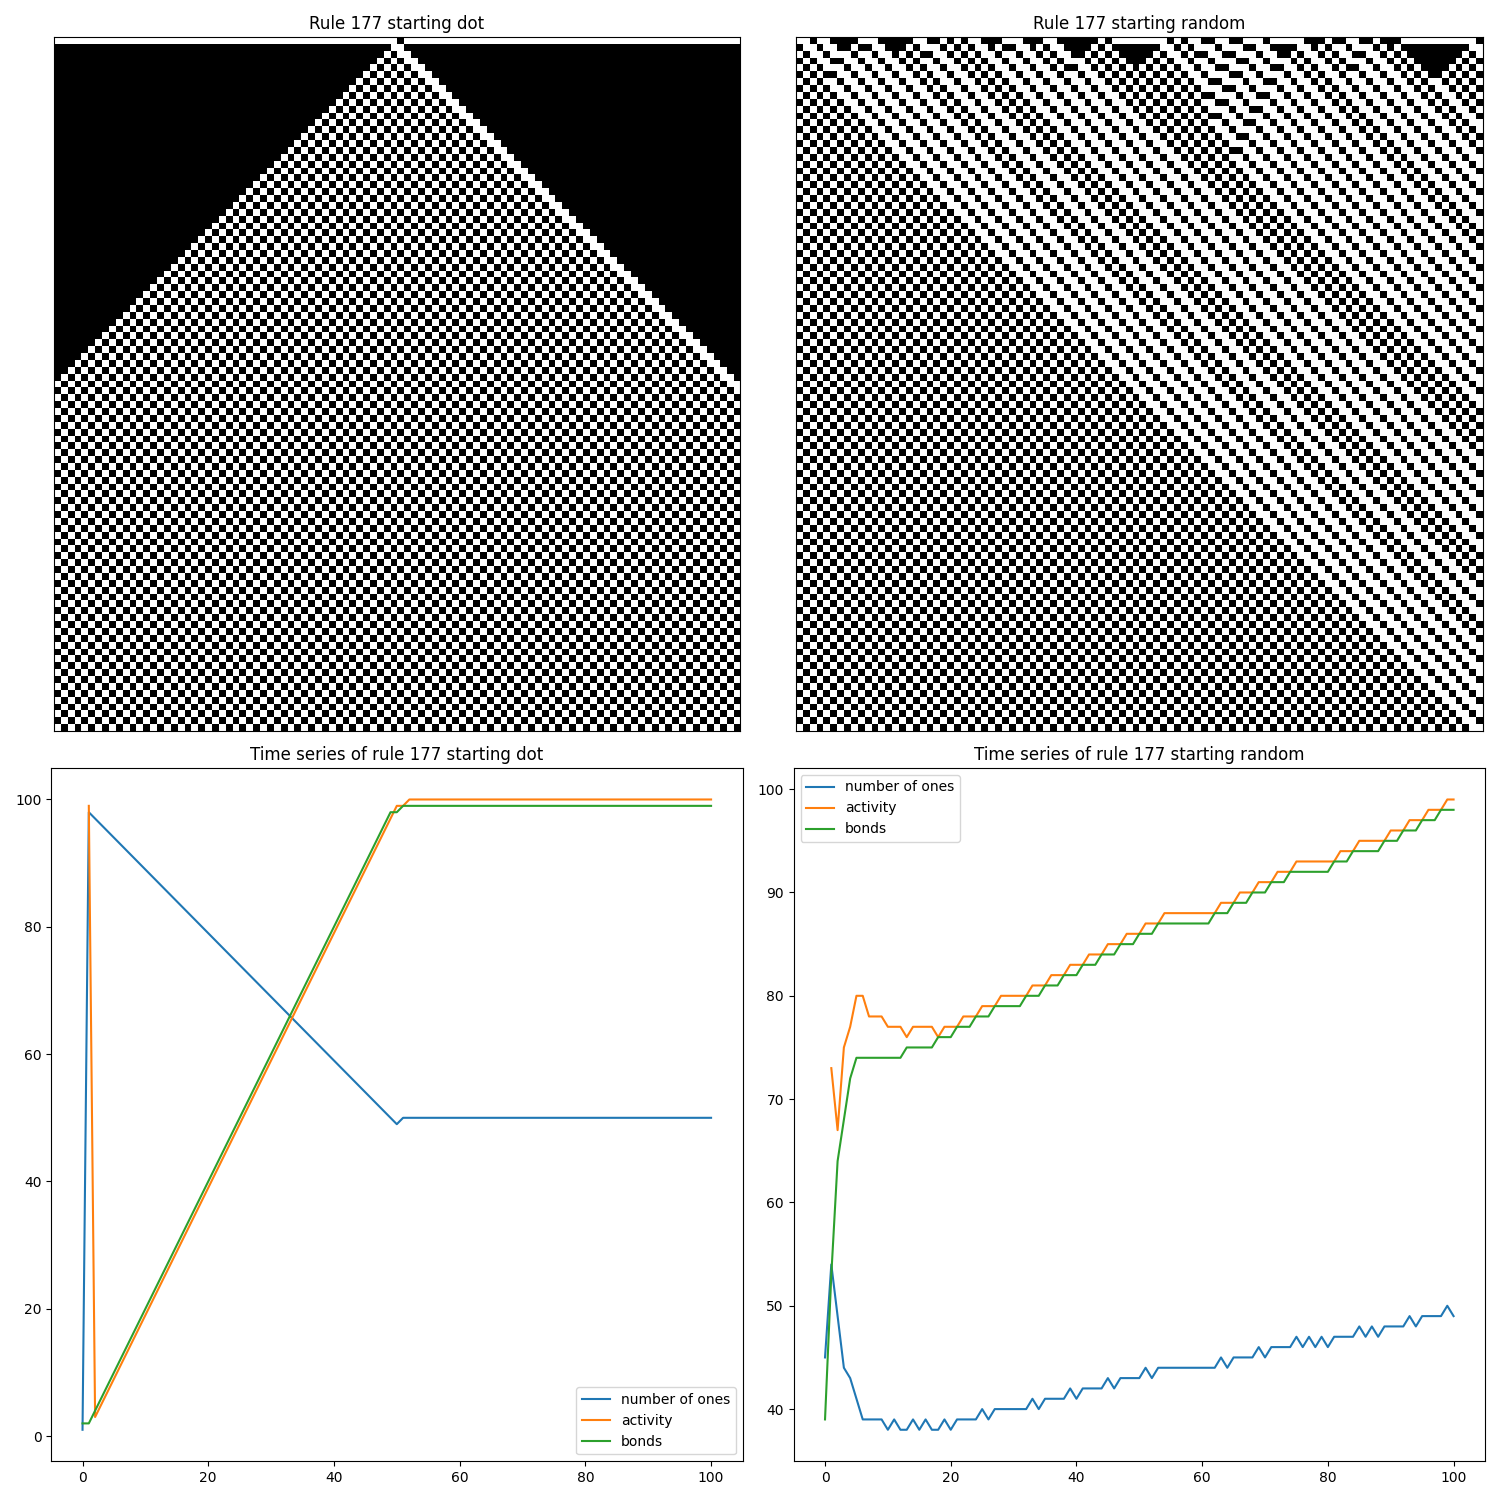 Rule 177 starting dot
Rule 177 starting random
Time series of rule 177 starting dot
100
80
60
40
20
0
0 20 40 60 80 100
number of ones
activity
bonds
Time series of rule 177 starting random
number of ones
activity
bonds
100
90
80
70
60
50
40
0 20 40 60 80 100